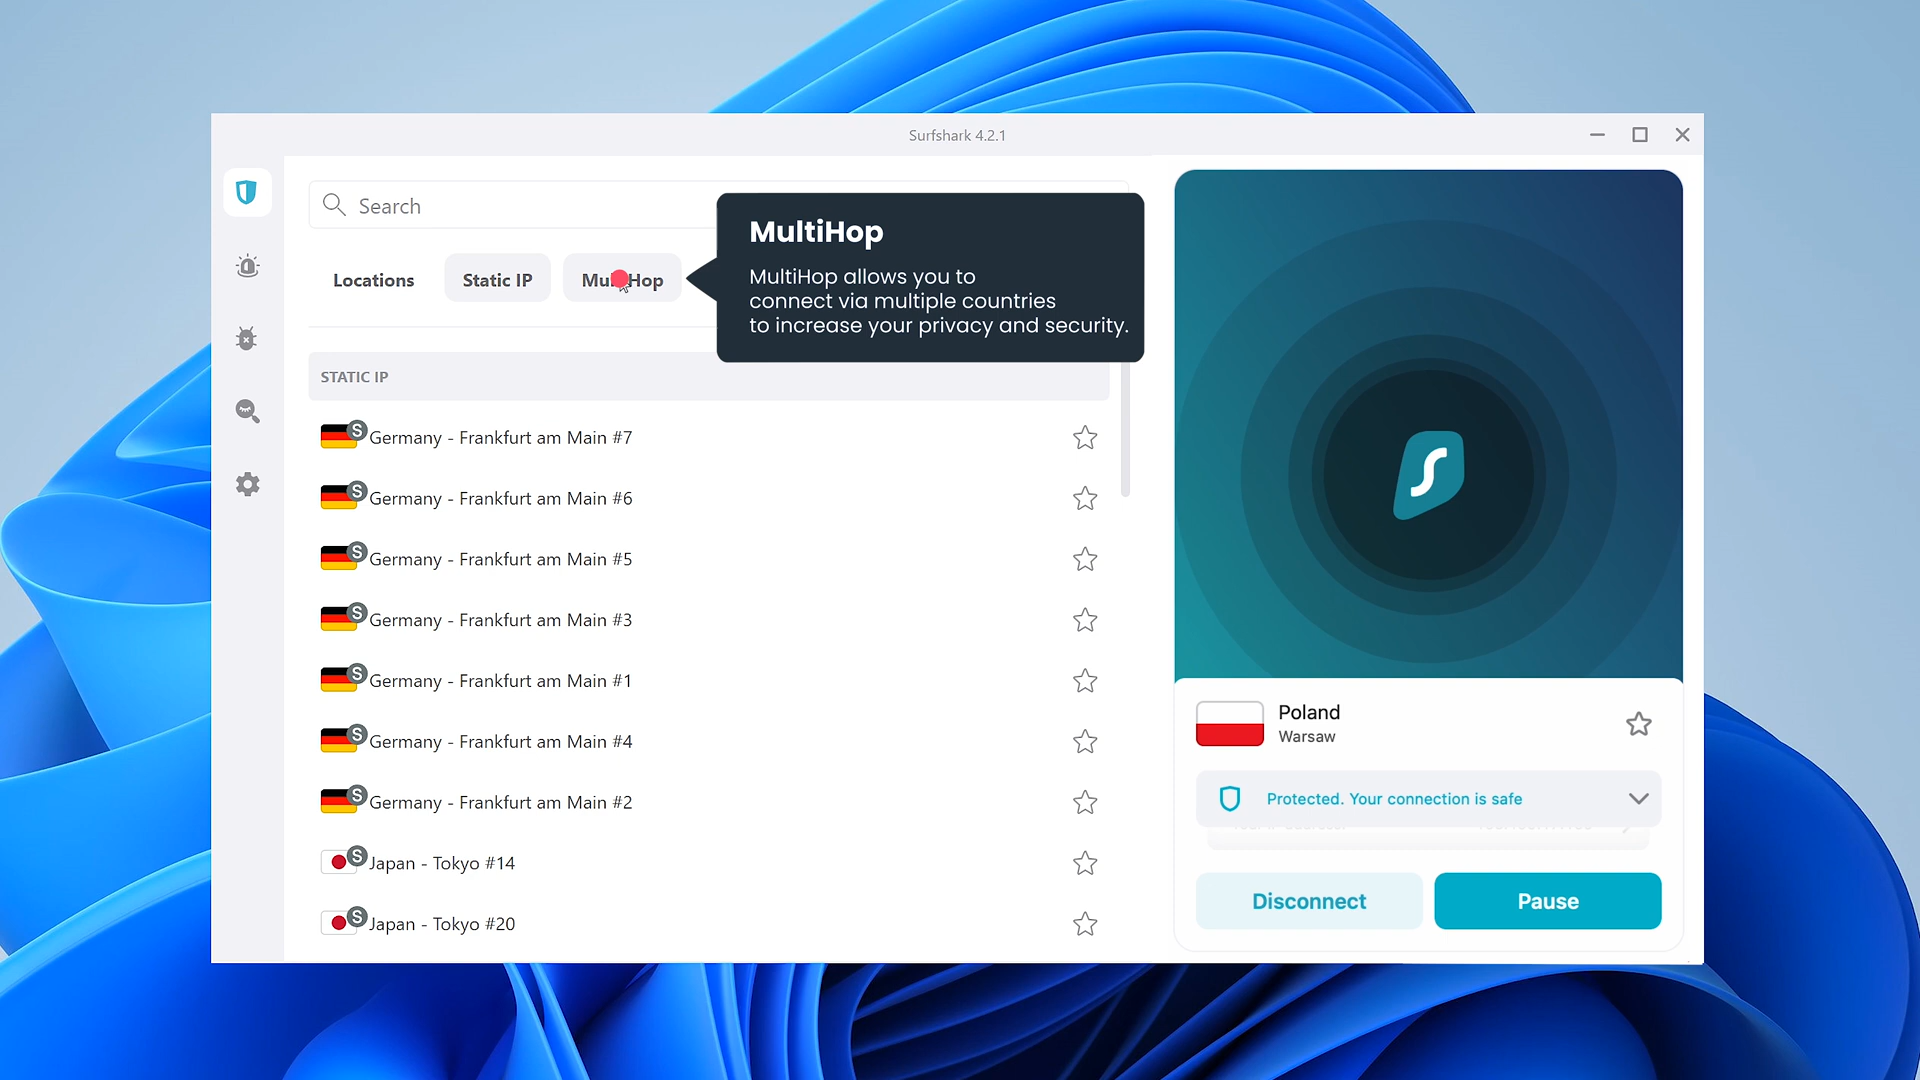 Surfshark 4.2.1
Search
Locations
Static IP
MultiHop
MultiHop
MultiHop allows you to
connect via multiple countries
to increase your privacy and security.
STATIC IP
S Germany - Frankfurt am Main #7
S Germany - Frankfurt am Main #6
S Germany - Frankfurt am Main #5
S Germany - Frankfurt am Main #3
S Germany - Frankfurt am Main #1
S Germany - Frankfurt am Main #4
S Germany - Frankfurt am Main #2
S Japan - Tokyo #14
S Japan - Tokyo #20
Poland
Warsaw
Protected. Your connection is safe
Disconnect
Pause